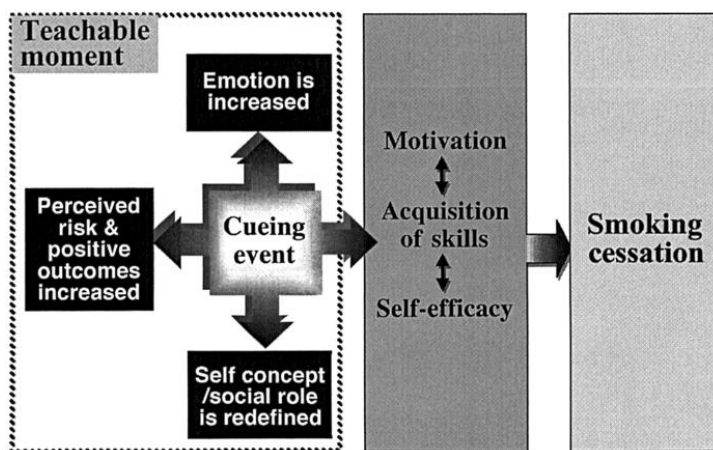 Teachable
moment
Emotion is
increased
Perceived
risk &
positive
outcomes
increased
Cueing
event
Self concept
/social role
is redefined
Motivation
Acquisition
of skills
Self-efficacy
Smoking
cessation